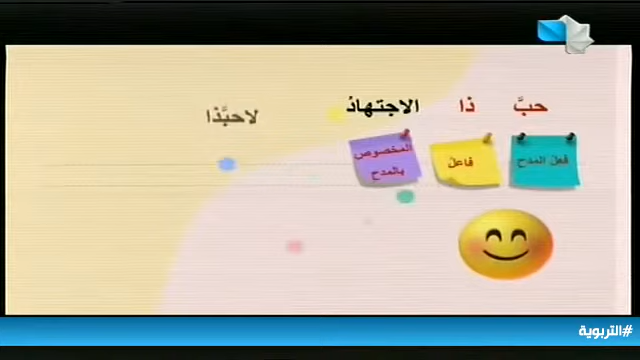 حبَّ ذا الاجتهادُ لاحبَّذا
فعل المدح فاعل المخصوص بالمدح
#التربوية